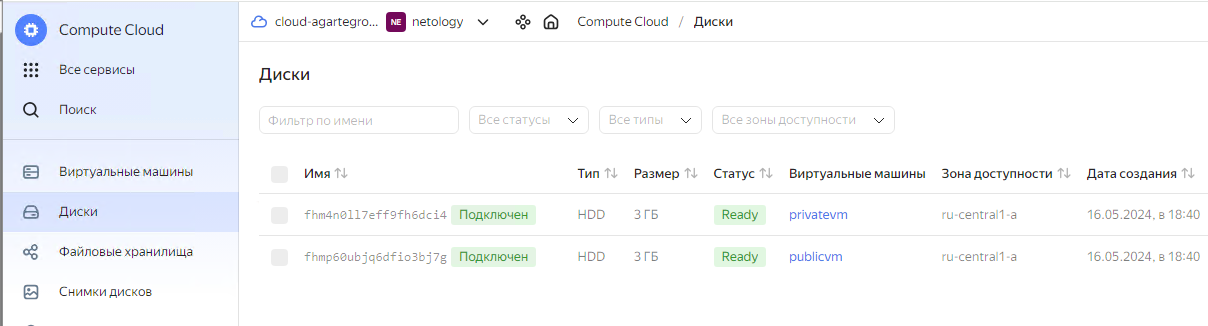 Compute Cloud
Все сервисы
Поиск
Виртуальные машины
Диски
Файловые хранилища
Снимки дисков
cloud-agartegro... NE netology Compute Cloud / Диски
Диски
Фильтр по имени Все статусы Все типы Все зоны доступности
Имя Тип Размер Статус Виртуальные машины Зона доступности Дата создания
fhm4n0ll7eff9fh6dci4 Подключен HDD 3 ГБ Ready privatevm ru-central1-a 16.05.2024, в 18:40
fhmp60ubjq6dfio3bj7g Подключен HDD 3 ГБ Ready publicvm ru-central1-a 16.05.2024, в 18:40